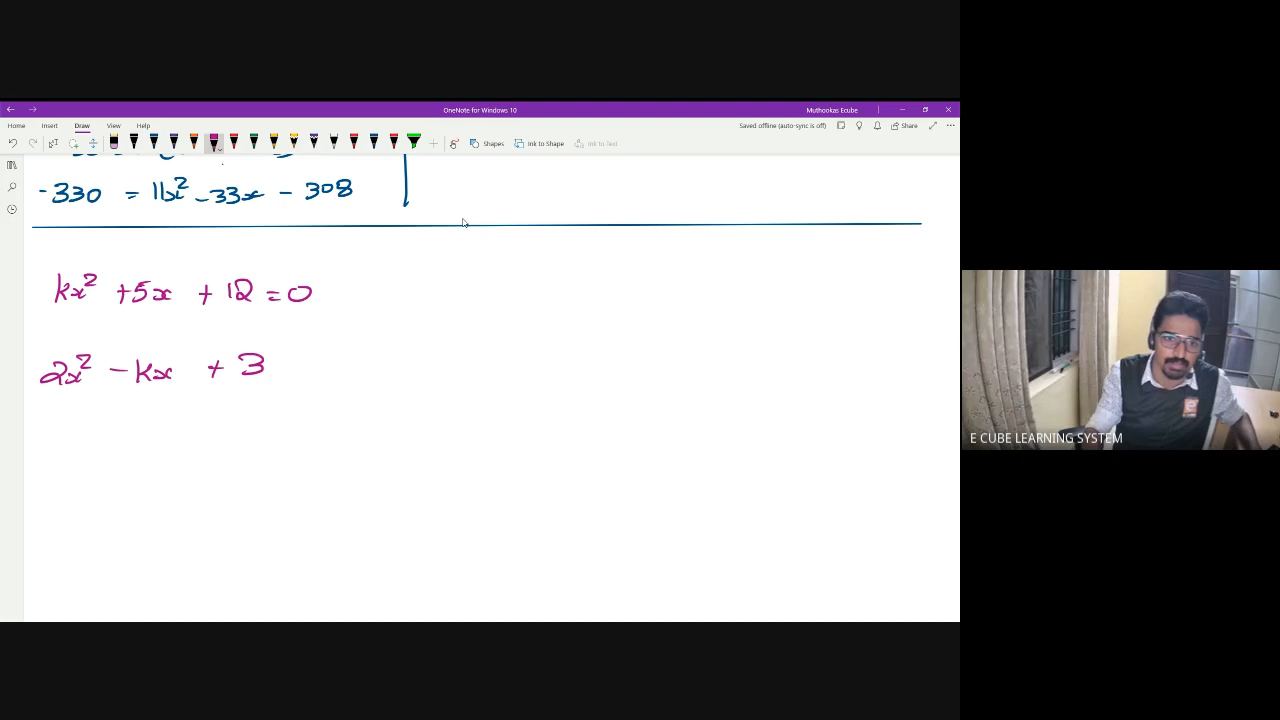 OneNote for Windows 10
Muthookas Ecube
Home Insert Draw View Help
Saved offline (auto-sync is off) Share
Shapes Ink to Shape Ink to Text
-330 = 11x² - 33x - 308
kx² + 5x + 12 = 0
2x² - kx + 3
E CUBE LEARNING SYSTEM